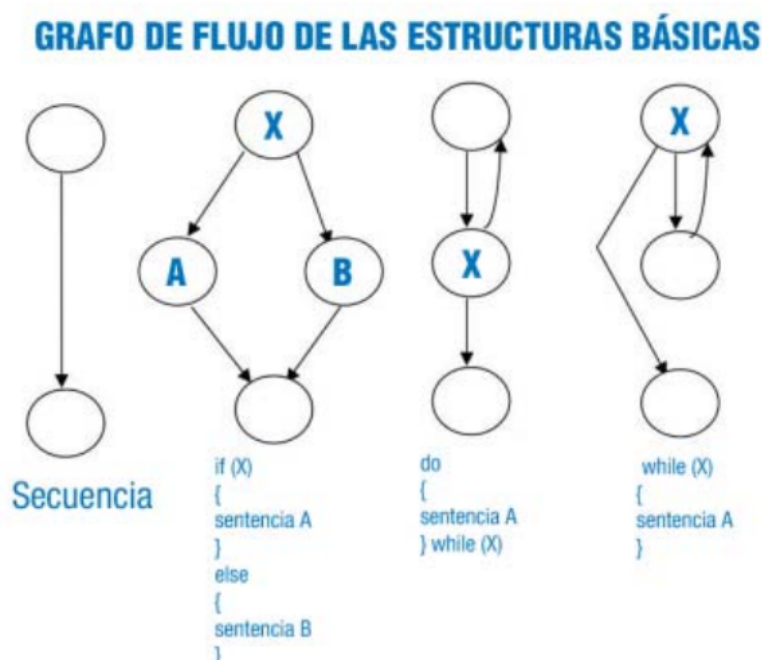 GRAFO DE FLUJO DE LAS ESTRUCTURAS BÁSICAS
X
A
B
X
X
Secuencia
if (X)
{
sentencia A
}
else
{
sentencia B
}
do
{
sentencia A
} while (X)
while (X)
{
sentencia A
}